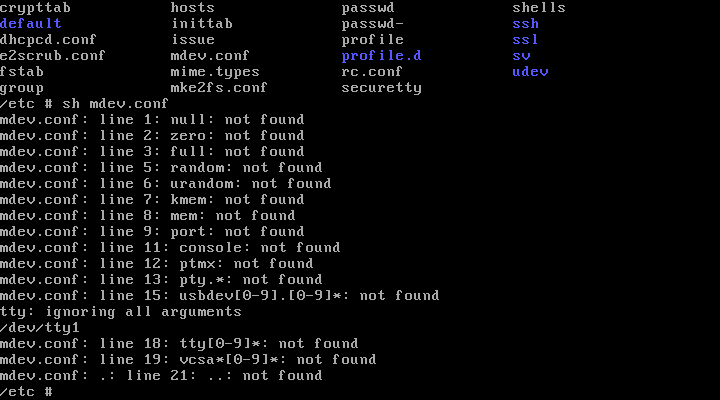 crypttab hosts passwd shells
default inittab passwd- ssh
dhcpcd.conf issue profile ssl
e2scrub.conf mdev.conf profile.d sv
fstab mime.types rc.conf udev
group mke2fs.conf securetty
/etc # sh mdev.conf
mdev.conf: line 1: null: not found
mdev.conf: line 2: zero: not found
mdev.conf: line 3: full: not found
mdev.conf: line 5: random: not found
mdev.conf: line 6: urandom: not found
mdev.conf: line 7: kmem: not found
mdev.conf: line 8: mem: not found
mdev.conf: line 9: port: not found
mdev.conf: line 11: console: not found
mdev.conf: line 12: ptmx: not found
mdev.conf: line 13: pty.*: not found
mdev.conf: line 15: usbdev[0-9].[0-9]*: not found
tty: ignoring all arguments
/dev/tty1
mdev.conf: line 18: tty[0-9]*: not found
mdev.conf: line 19: vcsa*[0-9]*: not found
mdev.conf: .: line 21: ..: not found
/etc #